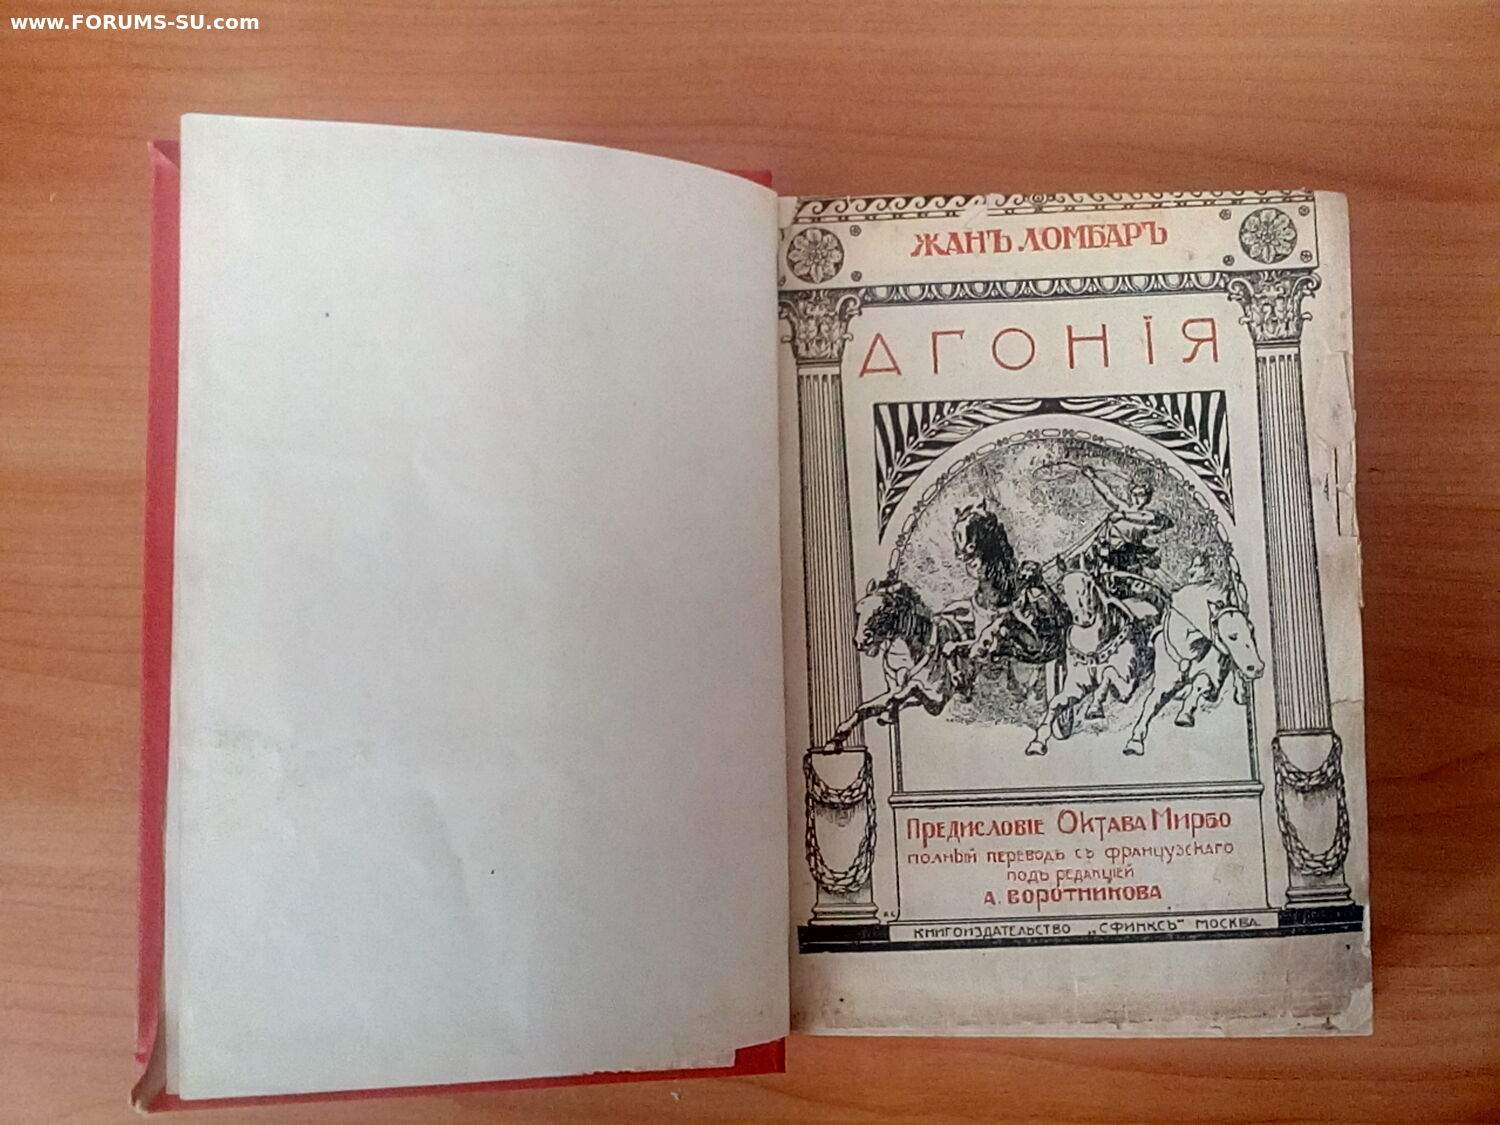 www.FORUMS-SU.com
ЖАНЪ ЛОМБАРЪ
АГОНІЯ
ПРЕДИСЛОВІЕ ОКТАВА МИРБО
ПОЛНЫЙ ПЕРЕВОДЪ СЪ ФРАНЦУЗСКАГО
ПОДЪ РЕДАКЦІЕЙ
А. ВОРОТНИКОВА
КНИГОИЗДАТЕЛЬСТВО „СФИНКСЪ“ МОСКВА.